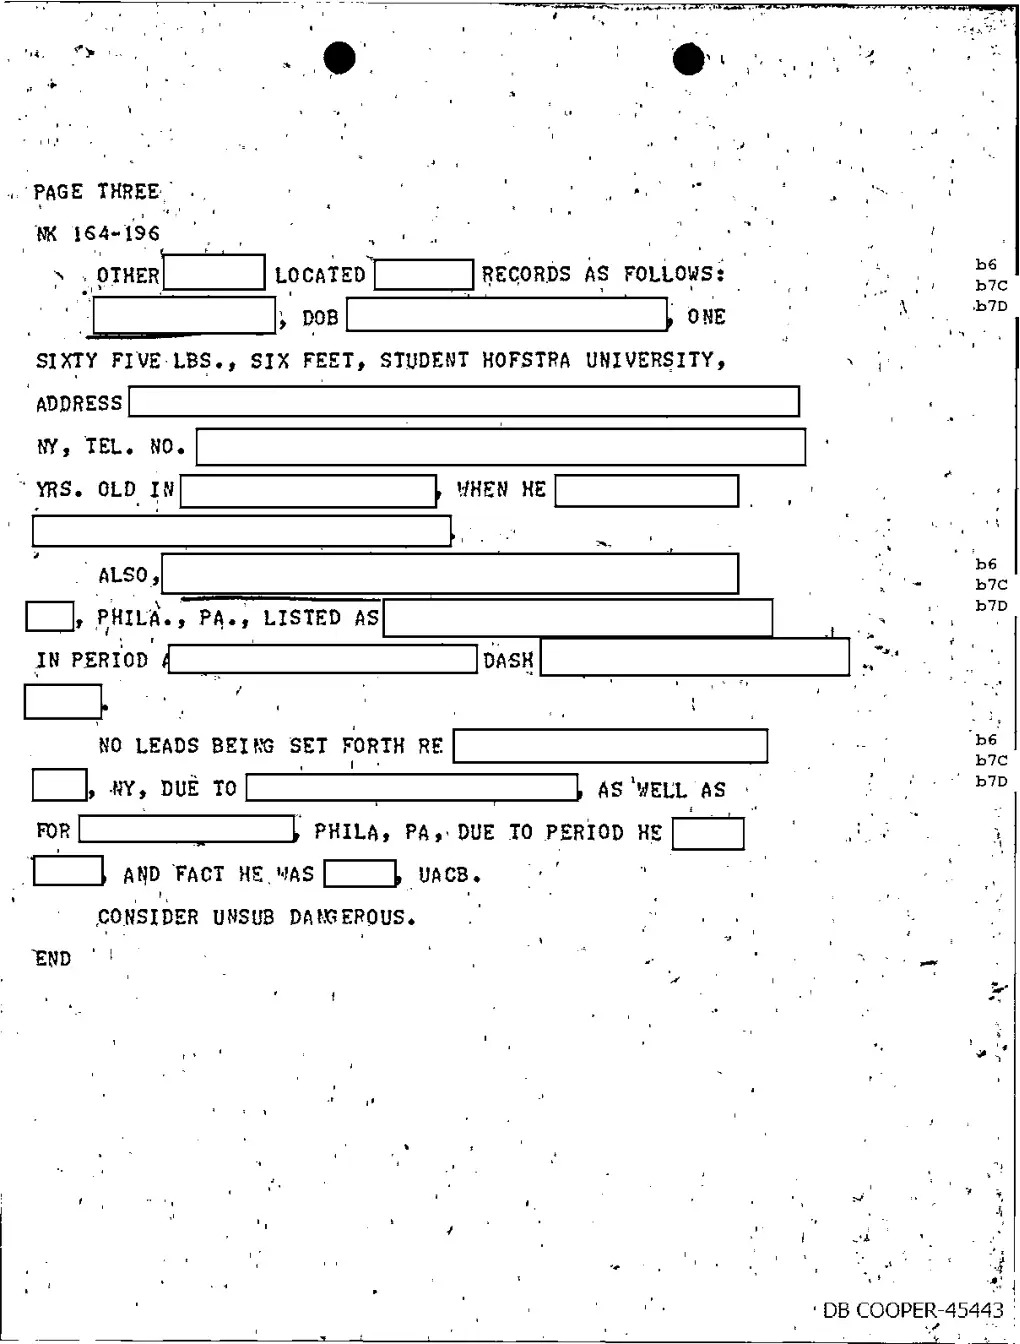 PAGE THREE
NK 164-196
OTHER LOCATED RECORDS AS FOLLOWS:
b6
b7C
b7D
, DOB , ONE
SIXTY FIVE LBS., SIX FEET, STUDENT HOFSTRA UNIVERSITY,
ADDRESS
NY, TEL. NO.
YRS. OLD IN , WHEN HE
.
ALSO,
b6
b7C
b7D
, PHILA., PA., LISTED AS
IN PERIOD DASH
.
NO LEADS BEING SET FORTH RE
b6
b7C
b7D
, NY, DUE TO , AS WELL AS
FOR , PHILA, PA, DUE TO PERIOD HE
, AND FACT HE WAS , UACB.
CONSIDER UNSUB DANGEROUS.
END
DB COOPER-45443